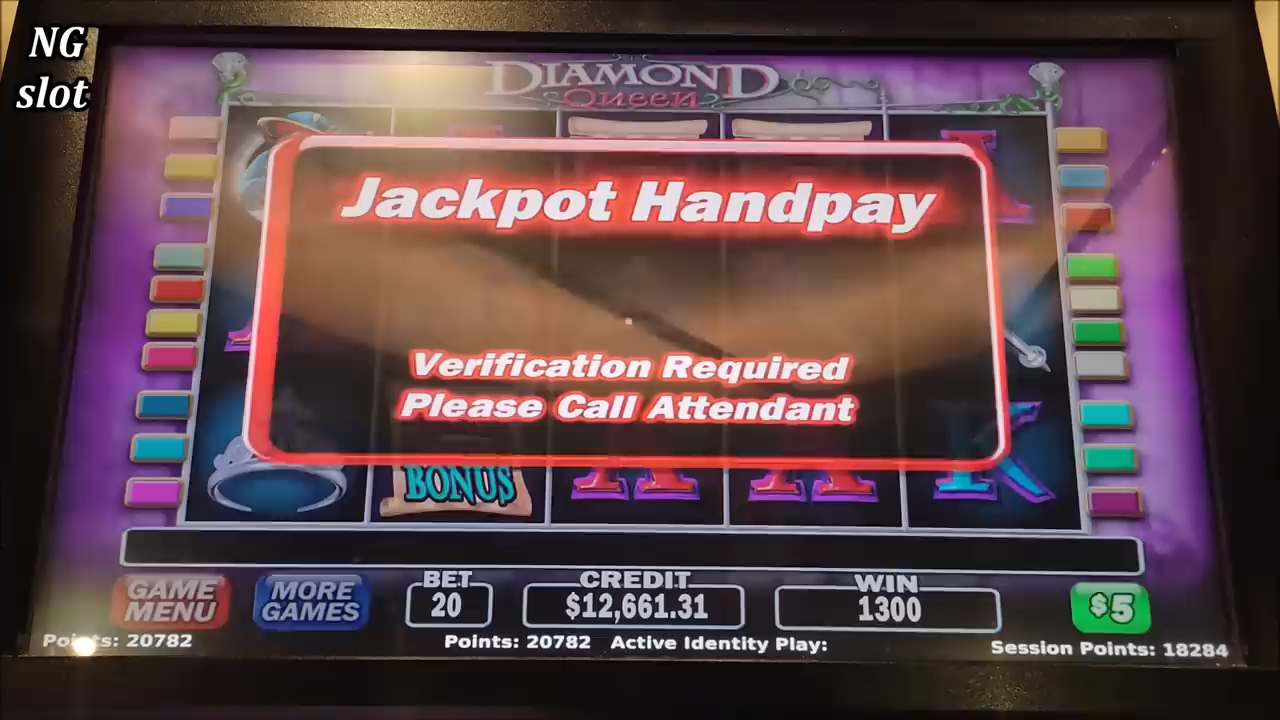 NG
slot
DIAMOND
Queen
Jackpot Handpay
Verification Required
Please Call Attendant
BONUS
K
GAME
MENU
MORE
GAMES
BET
20
CREDIT
$12,661.31
WIN
1300
$5
Points: 20782
Points: 20782 Active Identity Play:
Session Points: 18284